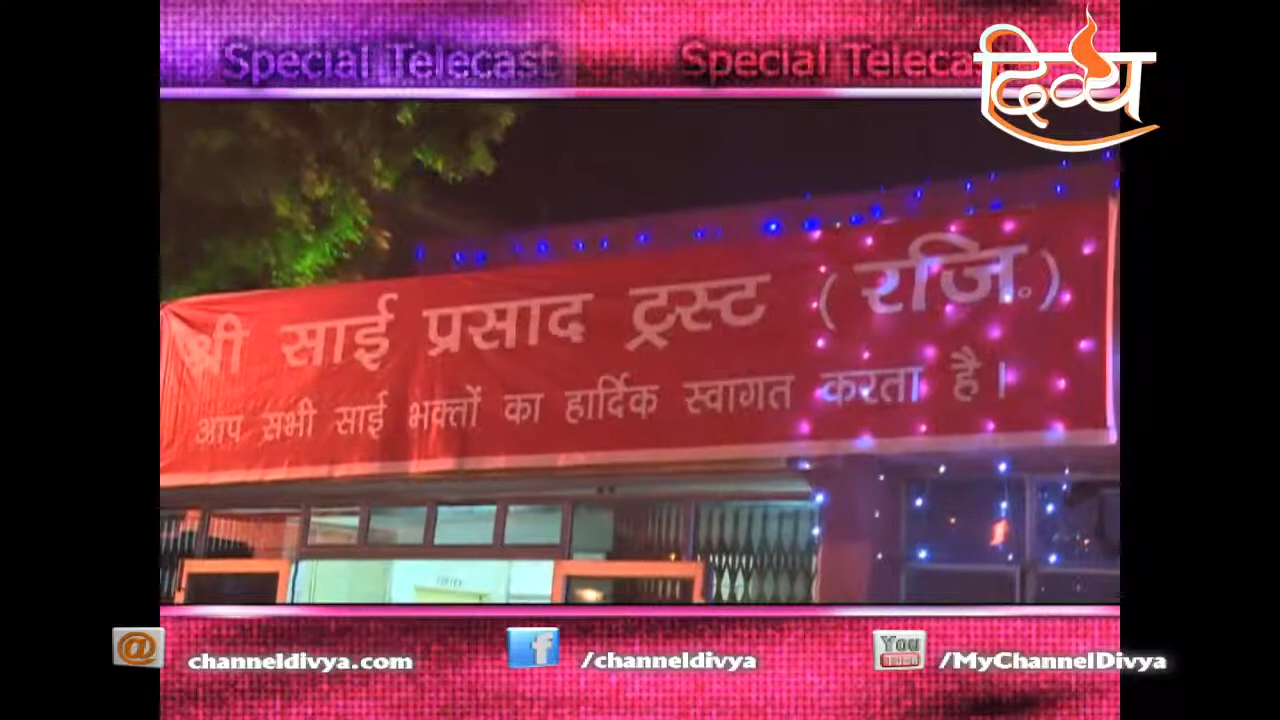 Special Telecast Special Teleca
दिव्य
श्री साई प्रसाद ट्रस्ट (रजि.)
आप सभी साई भक्तों का हार्दिक स्वागत करता है।
@ channeldivya.com
f /channeldivya
You Tube /MyChannelDivya